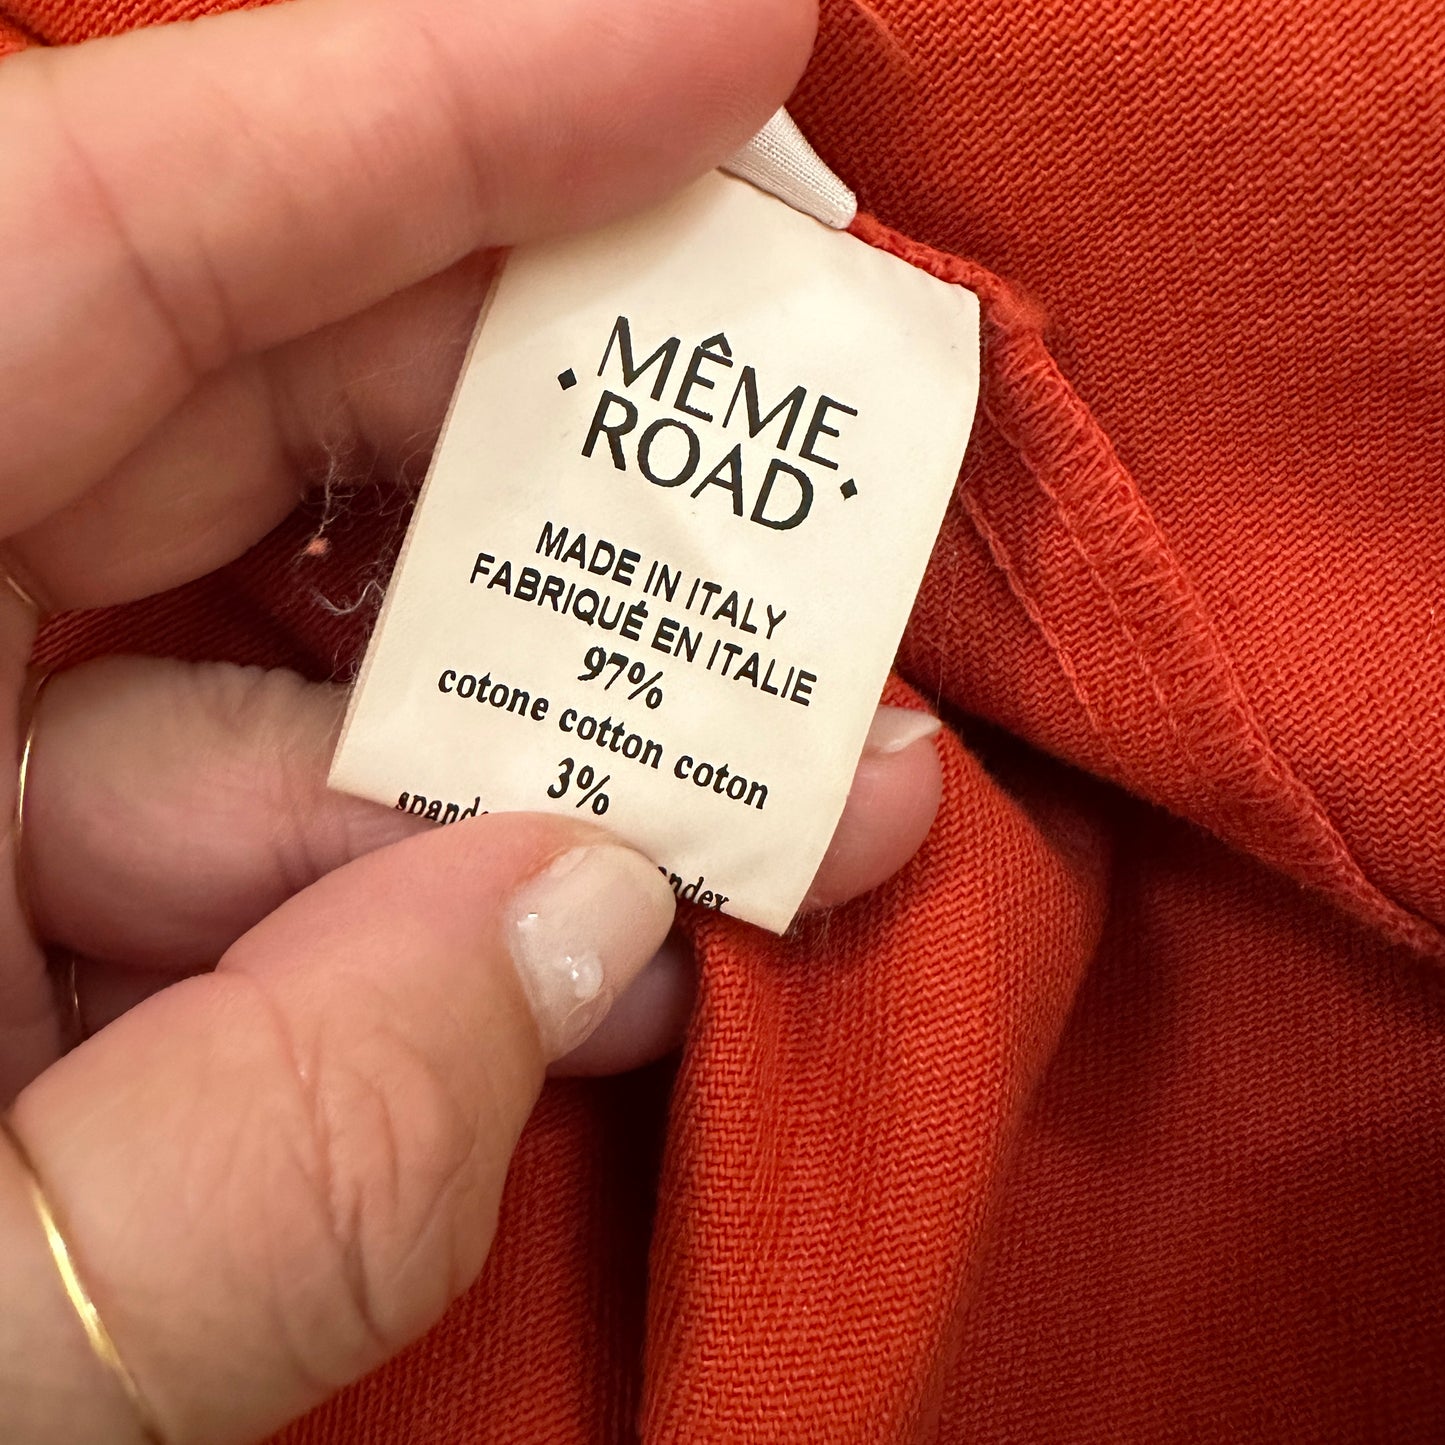 MÊME
ROAD
MADE IN ITALY
FABRIQUÉ EN ITALIE
97%
cotone cotton coton
3%